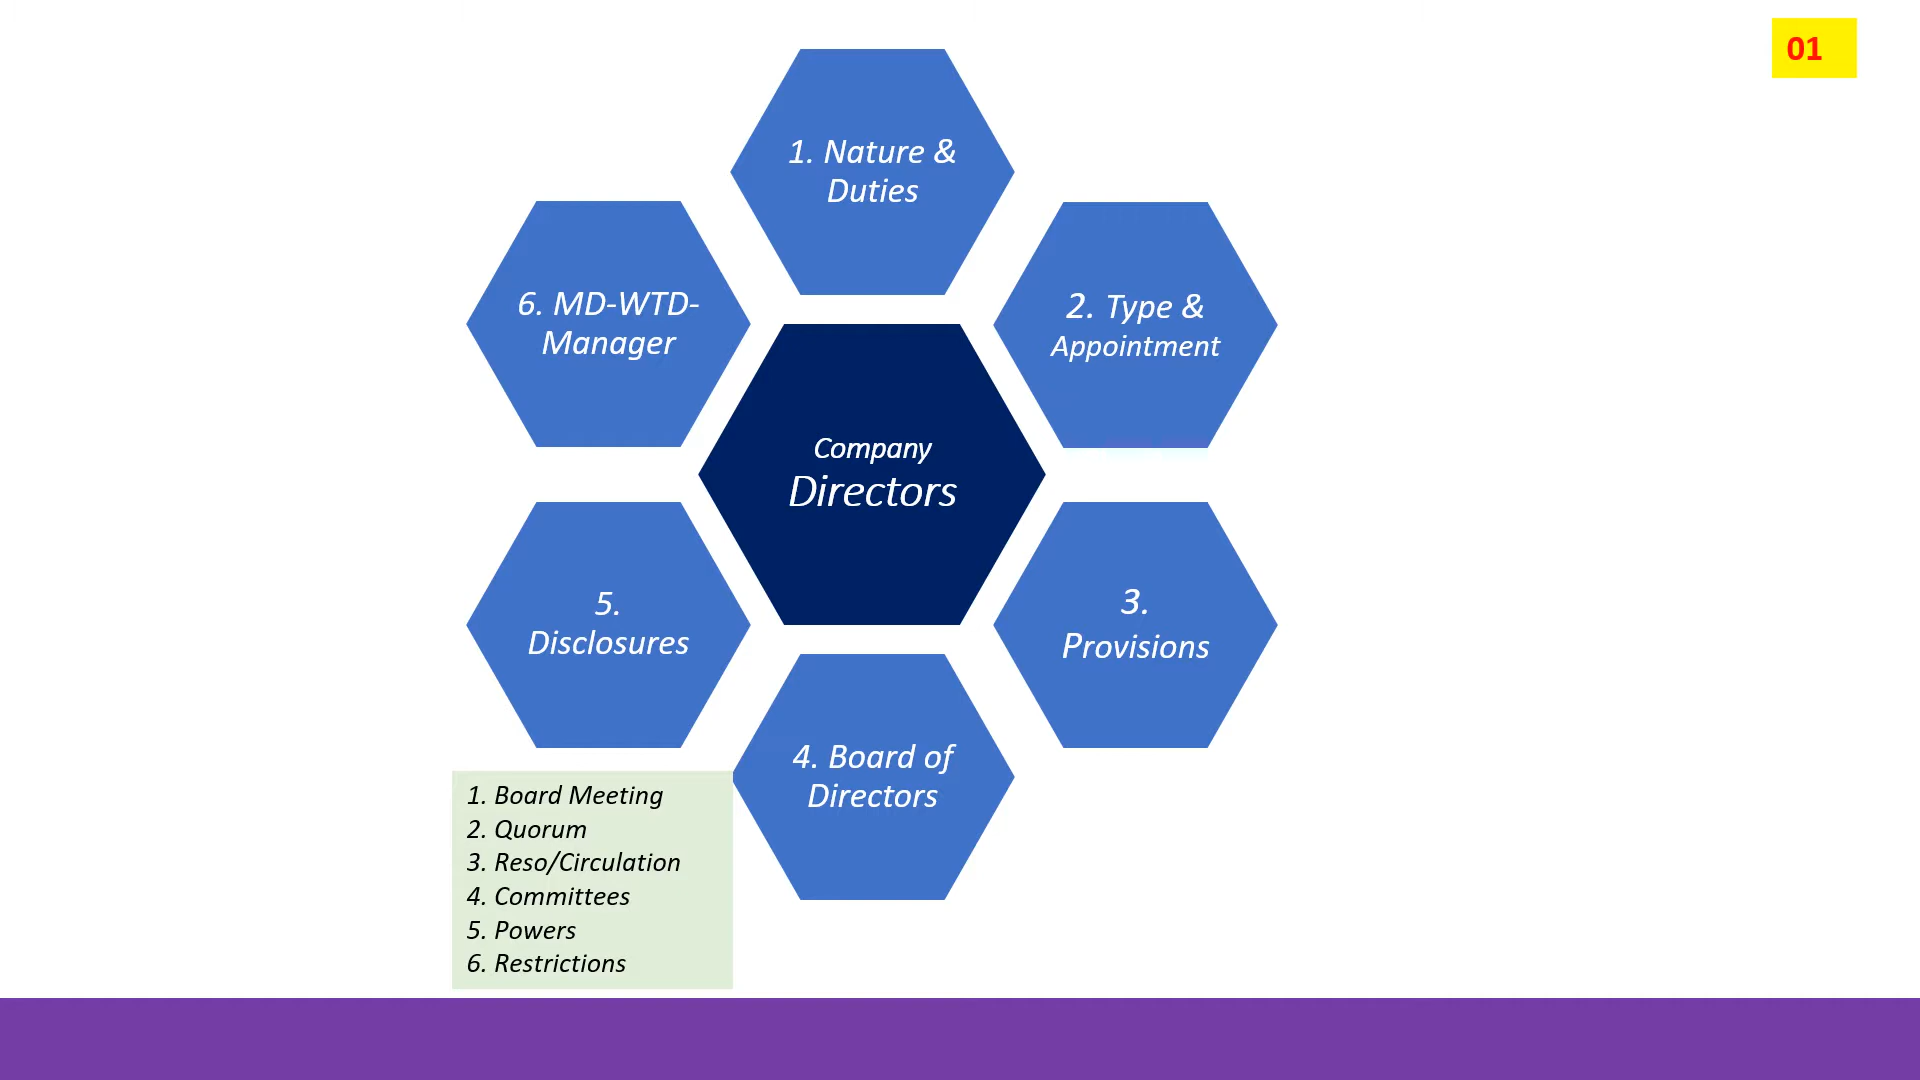 01
1. Nature &
Duties
2. Type &
Appointment
3.
Provisions
4. Board of
Directors
5.
Disclosures
6. MD-WTD-
Manager
Company
Directors
1. Board Meeting
2. Quorum
3. Reso/Circulation
4. Committees
5. Powers
6. Restrictions